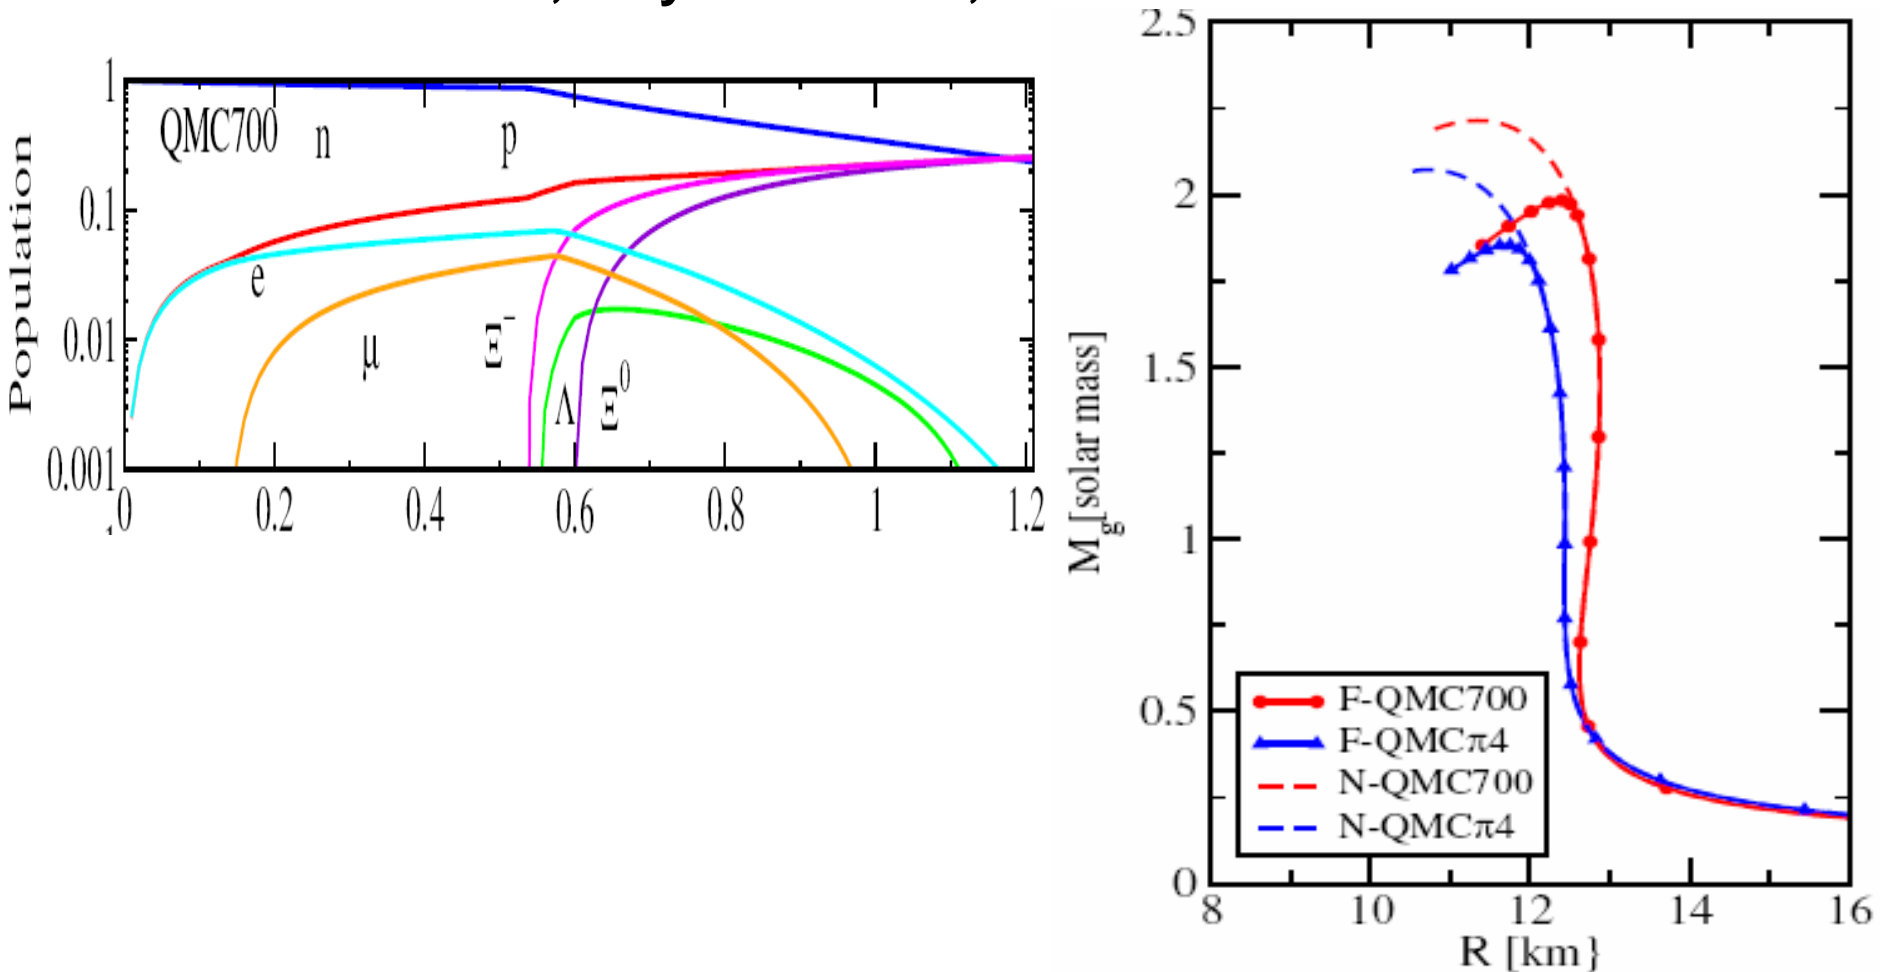 1
0.1
0.01
0.001
Population
QMC700 n p
e
μ
Ξ-
Λ
Ξ0
0 0.2 0.4 0.6 0.8 1 1.2
2.5
2
1.5
1
0.5
0
Mg[solar mass]
F-QMC700
F-QMCπ4
N-QMC700
N-QMCπ4
8 10 12 14 16
R [km]